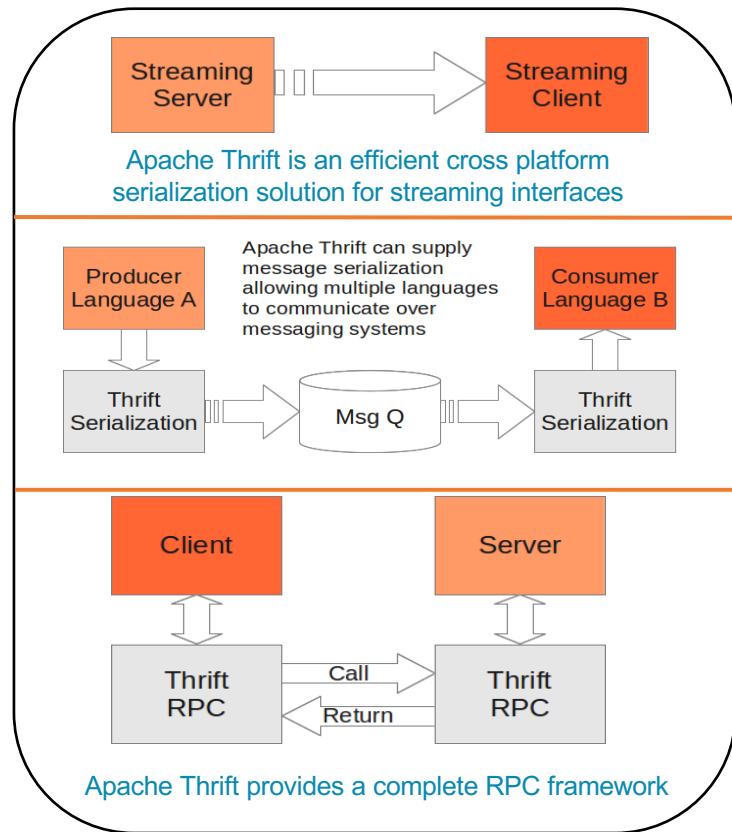 Streaming
Server
Streaming
Client
Apache Thrift is an efficient cross platform
serialization solution for streaming interfaces
Producer
Language A
Apache Thrift can supply
message serialization
allowing multiple languages
to communicate over
messaging systems
Consumer
Language B
Thrift
Serialization
Msg Q
Thrift
Serialization
Client
Server
Thrift
RPC
Call
Return
Thrift
RPC
Apache Thrift provides a complete RPC framework